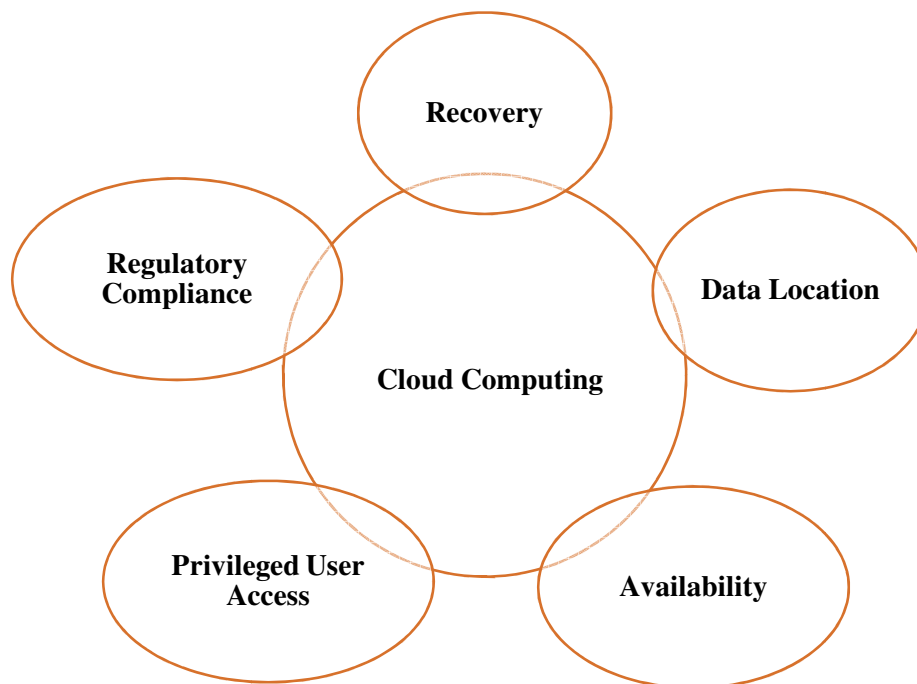 Recovery
Regulatory
Compliance
Data Location
Cloud Computing
Privileged User
Access
Availability